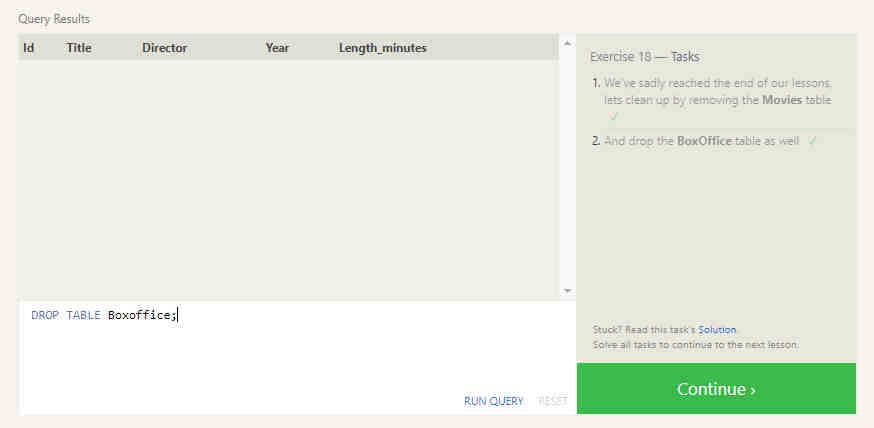 Query Results
Id Title Director Year Length_minutes
DROP TABLE Boxoffice;
RUN QUERY RESET
Exercise 18 — Tasks
1. We've sadly reached the end of our lessons,
lets clean up by removing the Movies table
✓
2. And drop the BoxOffice table as well ✓
Stuck? Read this task's Solution.
Solve all tasks to continue to the next lesson.
Continue ›